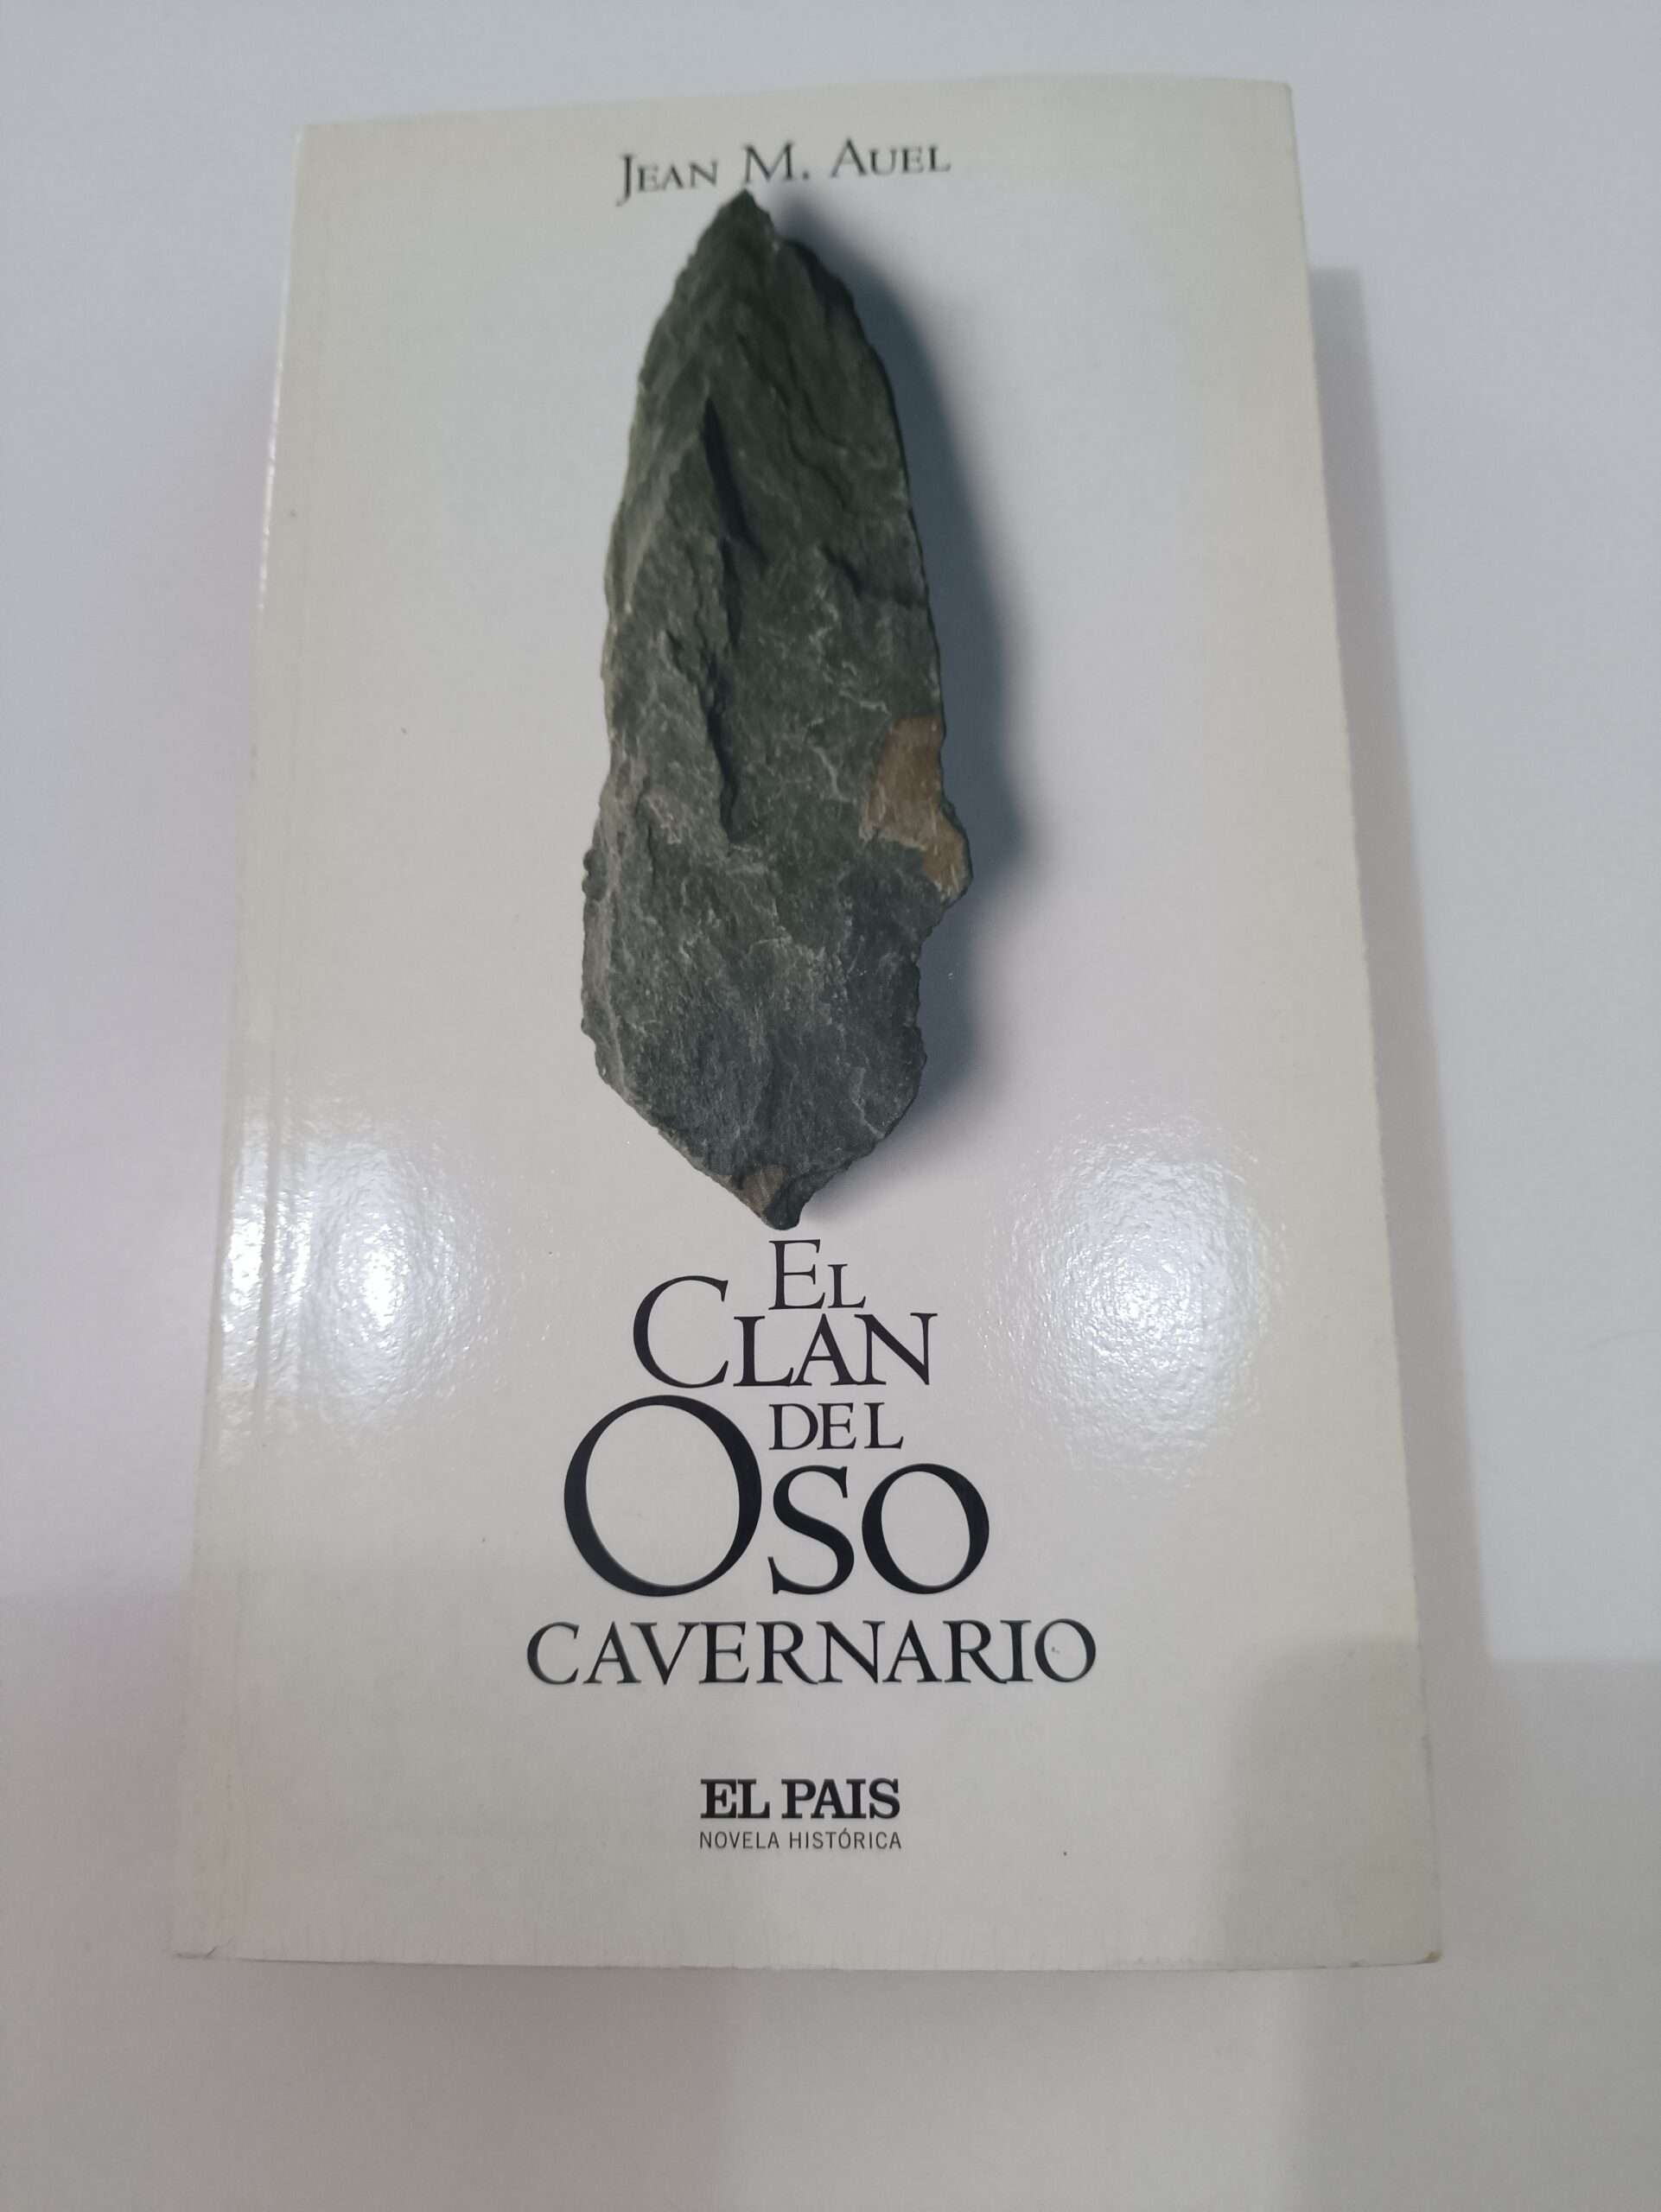 JEAN M. AUEL
EL
CLAN
DEL
OSO
CAVERNARIO
EL PAIS
NOVELA HISTÓRICA